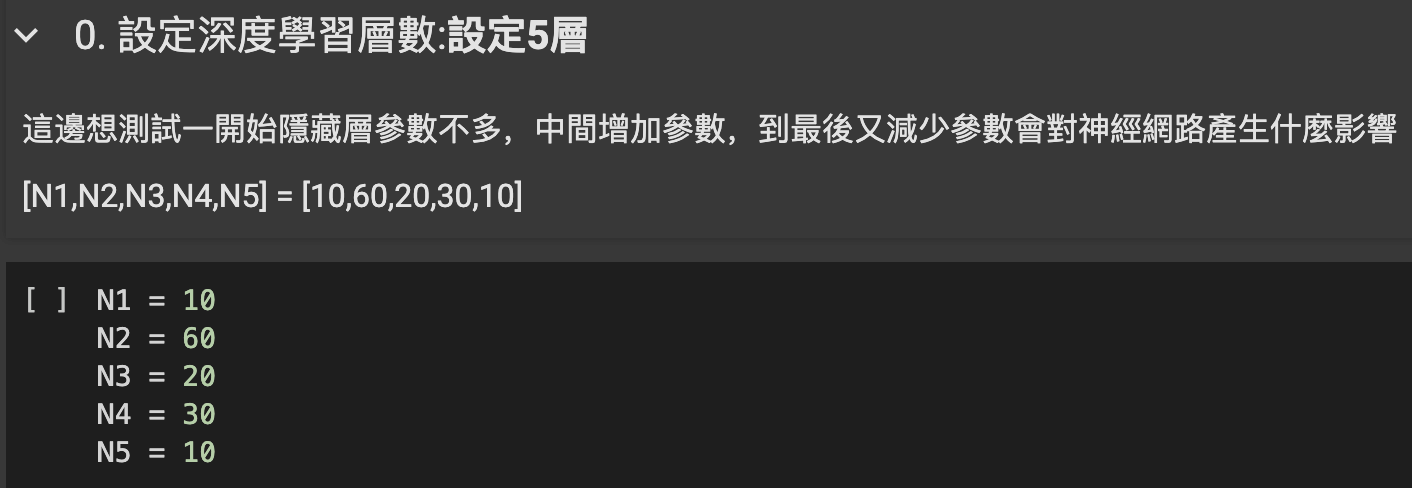 0. 設定深度學習層數:設定5層
這邊想測試一開始隱藏層參數不多，中間增加參數，到最後又減少參數會對神經網路產生什麼影響
[N1,N2,N3,N4,N5] = [10,60,20,30,10]
[ ] N1 = 10
N2 = 60
N3 = 20
N4 = 30
N5 = 10